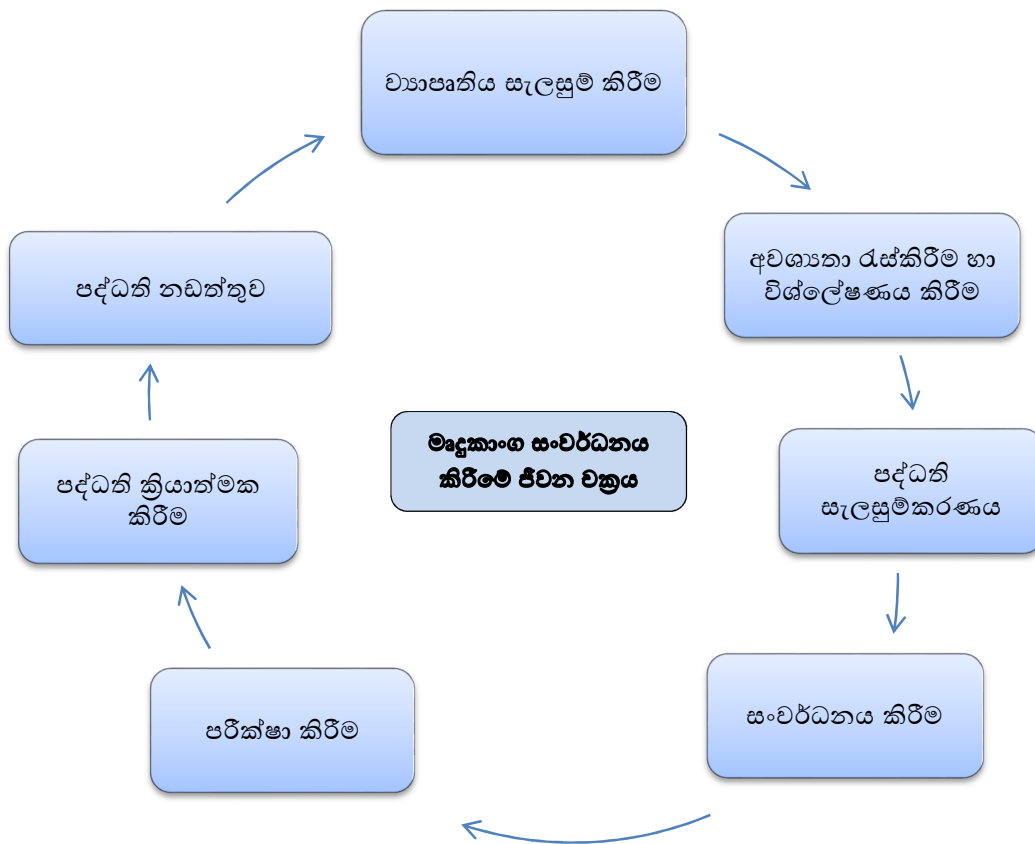 ව්‍යාපෘතිය සැලසුම් කිරීම
අවශ්‍යතා රැස්කිරීම හා
විශ්ලේෂණය කිරීම
පද්ධති
සැලසුම්කරණය
සංවර්ධනය කිරීම
පරීක්ෂා කිරීම
පද්ධති ක්‍රියාත්මක
කිරීම
පද්ධති නඩත්තුව
මෘදුකාංග සංවර්ධනය
කිරීමේ ජීවන චක්‍රය